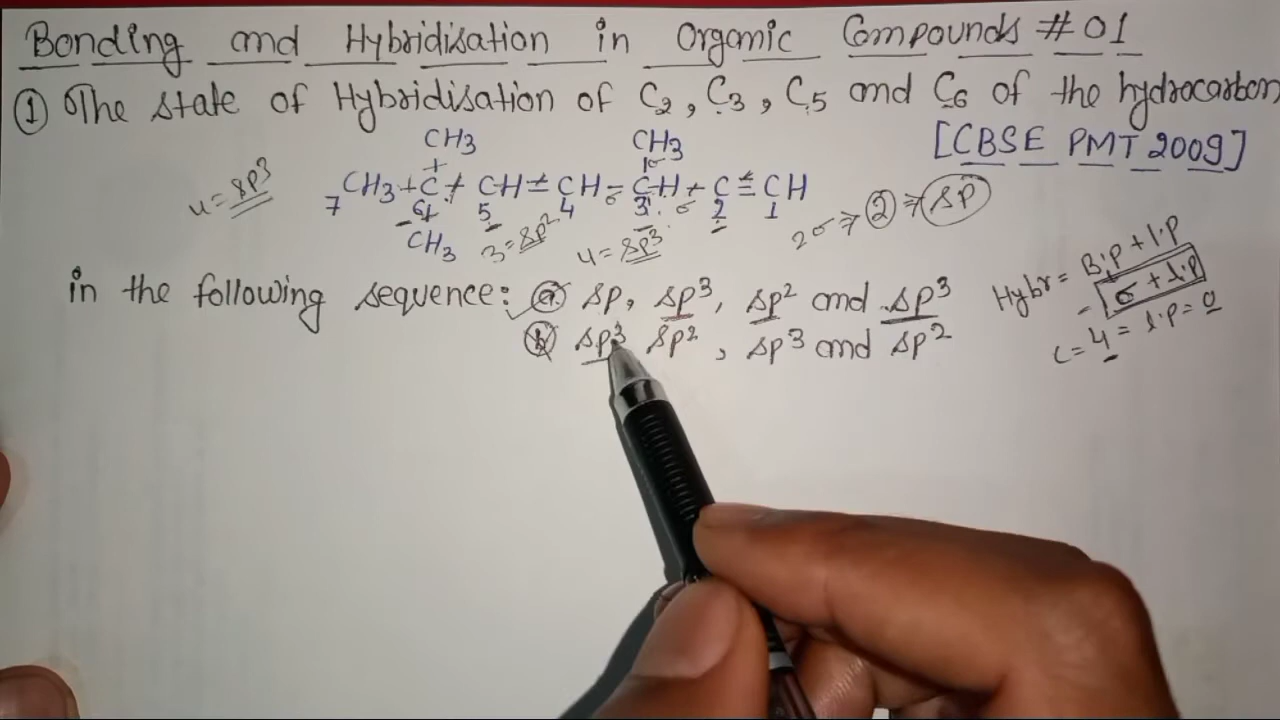 Bonding and Hybridisation in Organic Compounds # 01
① The state of Hybridisation of C₂, C₃, C₅ and C₆ of the hydrocarbon
[CBSE PMT 2009]
CH₃ CH₃
CH₃ + C + CH = CH - CH - C ≡ CH
7 6 5 4 3 2 1
CH₃
4 = sp³
3 = sp²
4 = sp³
2σ ⇒ ② ⇒ sp
in the following sequence: (a) sp, sp³, sp² and sp³
(b) sp³ sp², sp³ and sp²
Hybr = B.p + l.p
= σ + l.p
C = 4 = l.p = 0